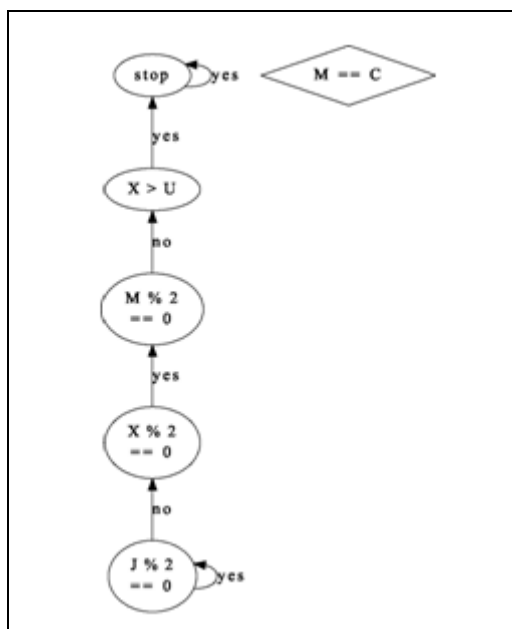 stop
yes
M == C
yes
X > U
no
M % 2
== 0
yes
X % 2
== 0
no
J % 2
== 0
yes